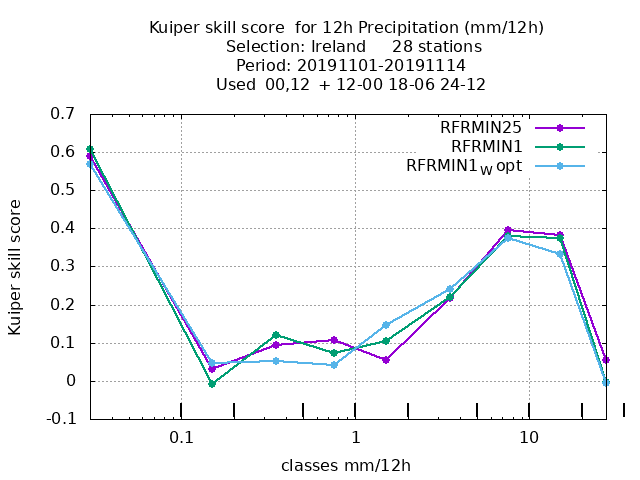 Kuiper skill score  for 12h Precipitation (mm/12h)
Selection: Ireland     28 stations
Period: 20191101-20191114
Used  00,12  + 12-00 18-06 24-12
RFRMIN25
RFRMIN1
RFRMIN1W opt
0.7
0.6
0.5
0.4
0.3
0.2
0.1
0
-0.1
Kuiper skill score
0.1 1 10
classes mm/12h